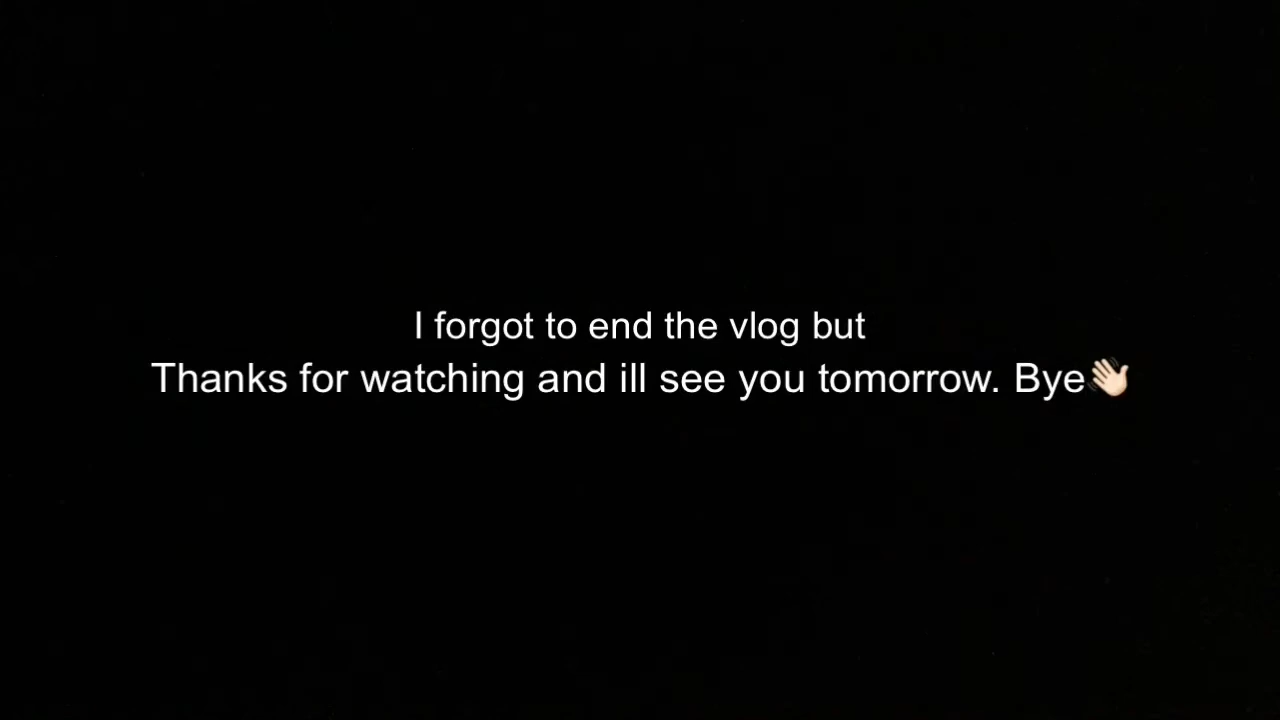 I forgot to end the vlog but
Thanks for watching and ill see you tomorrow. Bye👋🏻